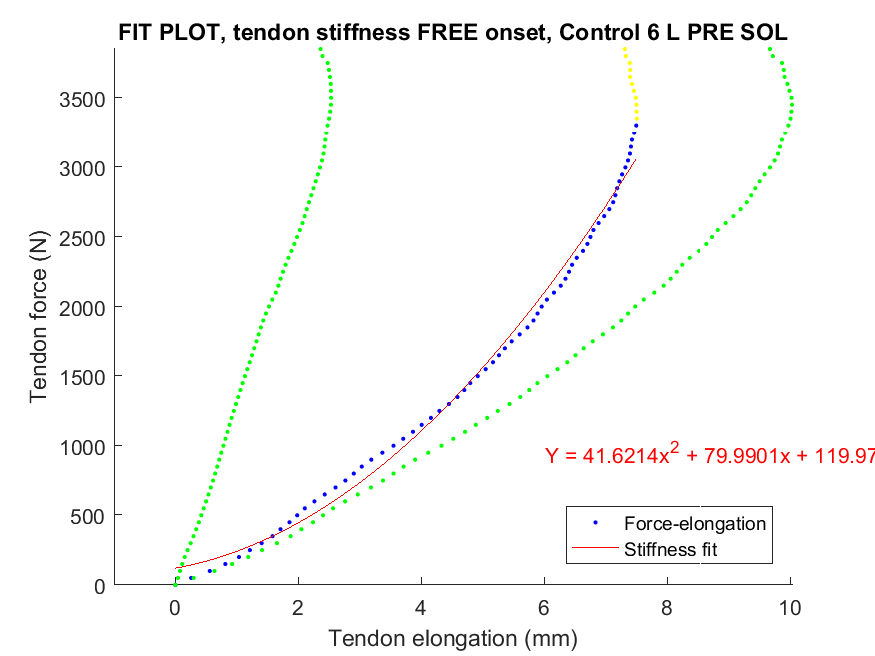 FIT PLOT, tendon stiffness FREE onset, Control 6 L PRE SOL
3500
3000
2500
2000
1500
1000
500
0
Tendon force (N)
Y = 41.6214x² + 79.9901x + 119.97
Force-elongation
Stiffness fit
0 2 4 6 8 10
Tendon elongation (mm)